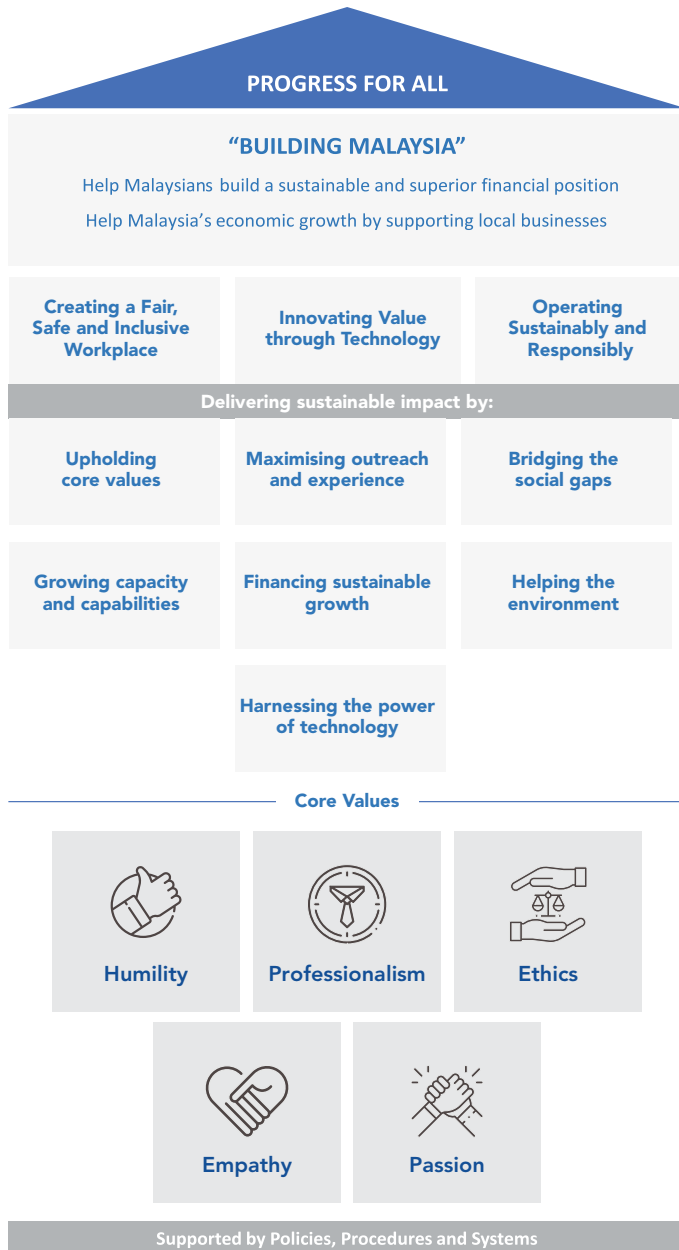 PROGRESS FOR ALL
“BUILDING MALAYSIA”
Help Malaysians build a sustainable and superior financial position
Help Malaysia’s economic growth by supporting local businesses
Creating a Fair,
Safe and Inclusive
Workplace
Innovating Value
through Technology
Operating
Sustainably and
Responsibly
Delivering sustainable impact by:
Upholding
core values
Maximising outreach
and experience
Bridging the
social gaps
Growing capacity
and capabilities
Financing sustainable
growth
Helping the
environment
Harnessing the power
of technology
Core Values
Humility
Professionalism
Ethics
Empathy
Passion
Supported by Policies, Procedures and Systems